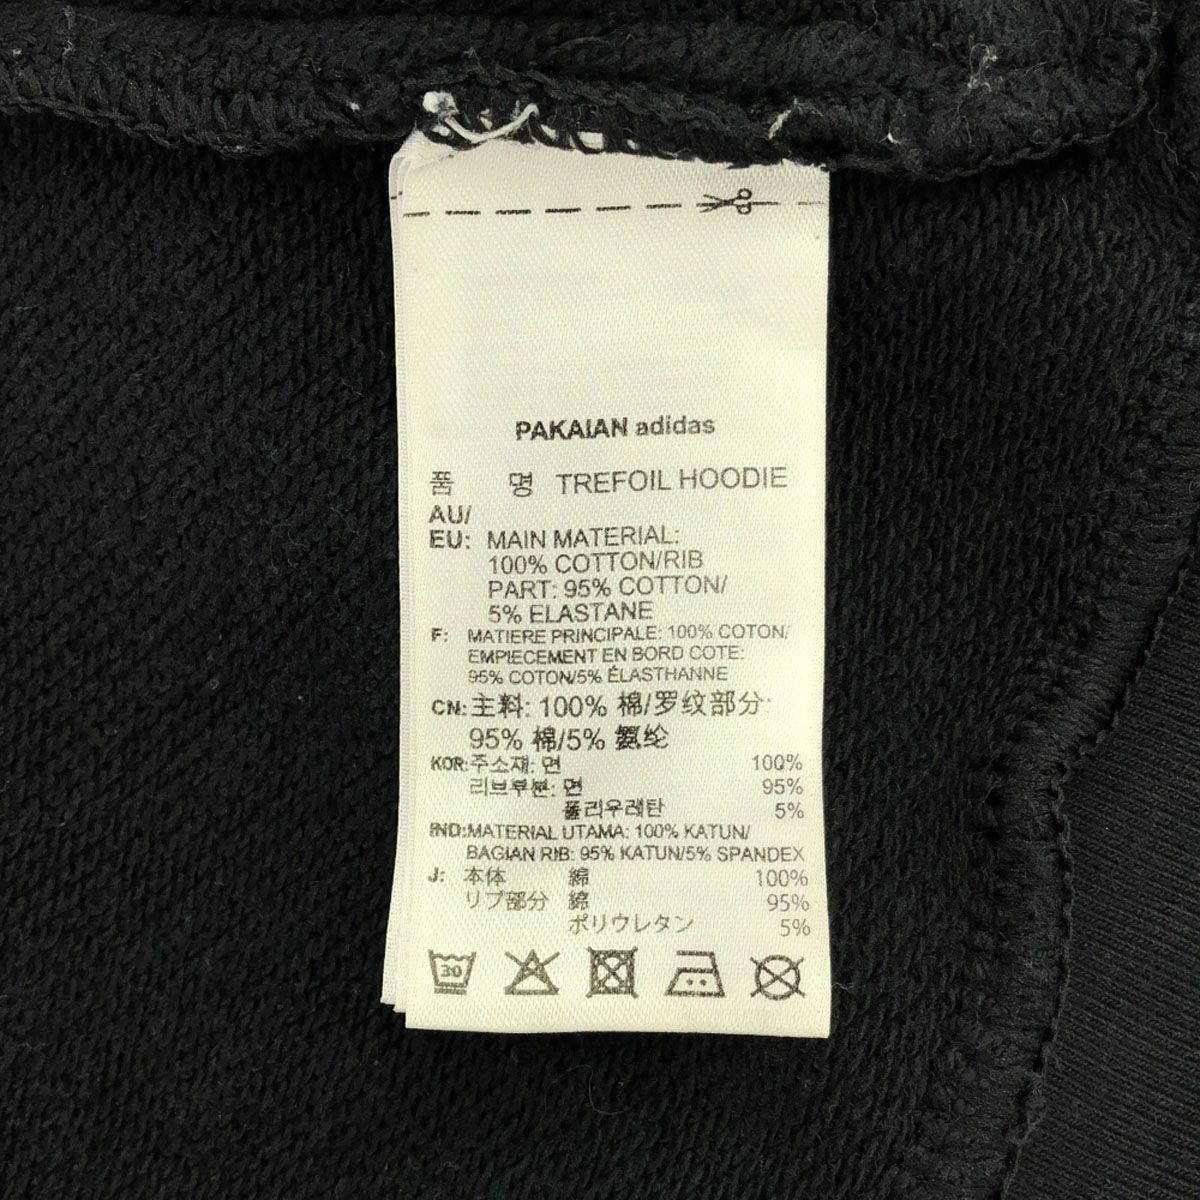 PAKAIAN adidas
품 명 TREFOIL HOODIE
AU/
EU: MAIN MATERIAL:
100% COTTON/RIB
PART: 95% COTTON/
5% ELASTANE
F: MATIERE PRINCIPALE: 100% COTON/
EMPIECEMENT EN BORD COTE:
95% COTON/5% ÉLASTHANNE
CN: 主料: 100% 棉/罗纹部分:
95% 棉/5% 氨纶
KOR: 주소재: 면 100%
리브부분: 면 95%
폴리우레탄 5%
IND: MATERIAL UTAMA: 100% KATUN/
BAGIAN RIB: 95% KATUN/5% SPANDEX
J: 本体 綿 100%
リブ部分 綿 95%
ポリウレタン 5%
30